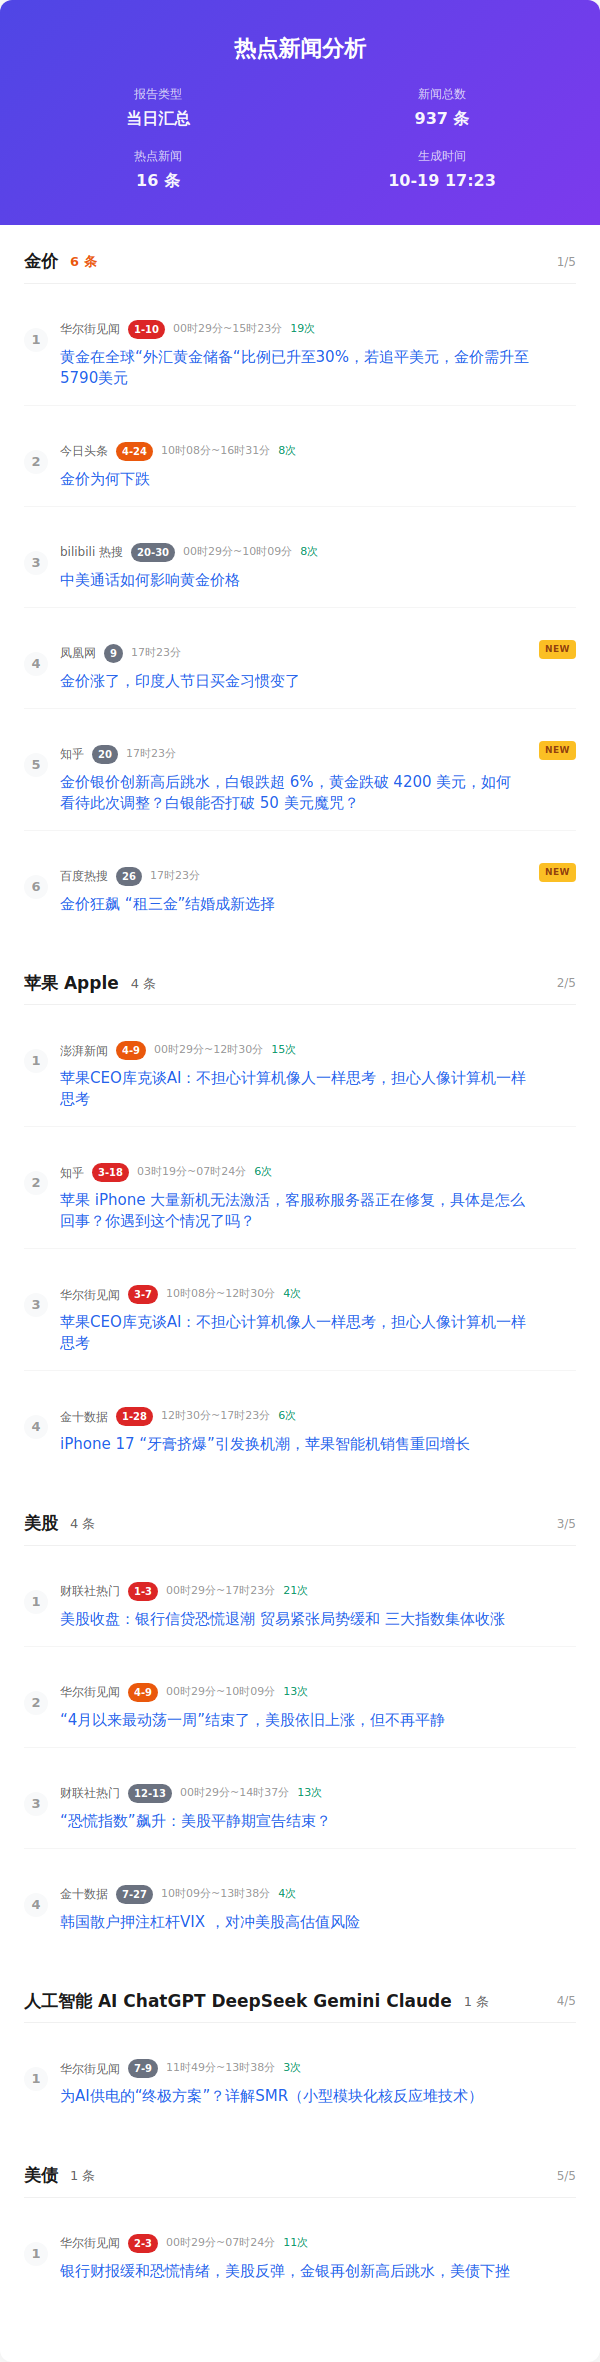 热点新闻分析
报告类型
新闻总数
当日汇总
937 条
热点新闻
生成时间
16 条
10-19 17:23
金价 6 条 1/5
1
华尔街见闻 1-10 00时29分~15时23分 19次
黄金在全球“外汇黄金储备“比例已升至30%，若追平美元，金价需升至
5790美元
2
今日头条 4-24 10时08分~16时31分 8次
金价为何下跌
3
bilibili 热搜 20-30 00时29分~10时09分 8次
中美通话如何影响黄金价格
4
凤凰网 9 17时23分 NEW
金价涨了，印度人节日买金习惯变了
5
知乎 20 17时23分 NEW
金价银价创新高后跳水，白银跌超 6%，黄金跌破 4200 美元，如何
看待此次调整？白银能否打破 50 美元魔咒？
6
百度热搜 26 17时23分 NEW
金价狂飙 “租三金”结婚成新选择
苹果 Apple 4 条 2/5
1
澎湃新闻 4-9 00时29分~12时30分 15次
苹果CEO库克谈AI：不担心计算机像人一样思考，担心人像计算机一样
思考
2
知乎 3-18 03时19分~07时24分 6次
苹果 iPhone 大量新机无法激活，客服称服务器正在修复，具体是怎么
回事？你遇到这个情况了吗？
3
华尔街见闻 3-7 10时08分~12时30分 4次
苹果CEO库克谈AI：不担心计算机像人一样思考，担心人像计算机一样
思考
4
金十数据 1-28 12时30分~17时23分 6次
iPhone 17 “牙膏挤爆”引发换机潮，苹果智能机销售重回增长
美股 4 条 3/5
1
财联社热门 1-3 00时29分~17时23分 21次
美股收盘：银行信贷恐慌退潮 贸易紧张局势缓和 三大指数集体收涨
2
华尔街见闻 4-9 00时29分~10时09分 13次
“4月以来最动荡一周”结束了，美股依旧上涨，但不再平静
3
财联社热门 12-13 00时29分~14时37分 13次
“恐慌指数”飙升：美股平静期宣告结束？
4
金十数据 7-27 10时09分~13时38分 4次
韩国散户押注杠杆VIX ，对冲美股高估值风险
人工智能 AI ChatGPT DeepSeek Gemini Claude 1 条 4/5
1
华尔街见闻 7-9 11时49分~13时38分 3次
为AI供电的“终极方案”？详解SMR（小型模块化核反应堆技术）
美债 1 条 5/5
1
华尔街见闻 2-3 00时29分~07时24分 11次
银行财报缓和恐慌情绪，美股反弹，金银再创新高后跳水，美债下挫